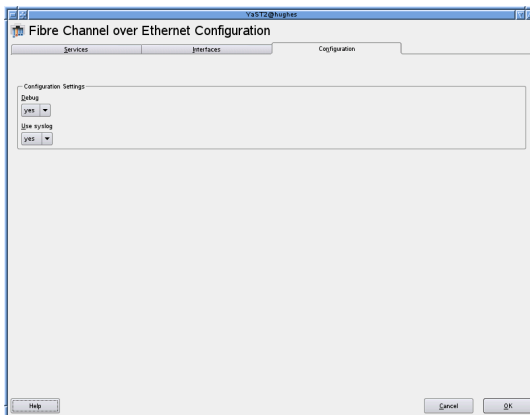 YaST2@hughes
Fibre Channel over Ethernet Configuration
Services Interfaces Configuration
Configuration Settings
Debug
yes
Use syslog
yes
Help Cancel OK